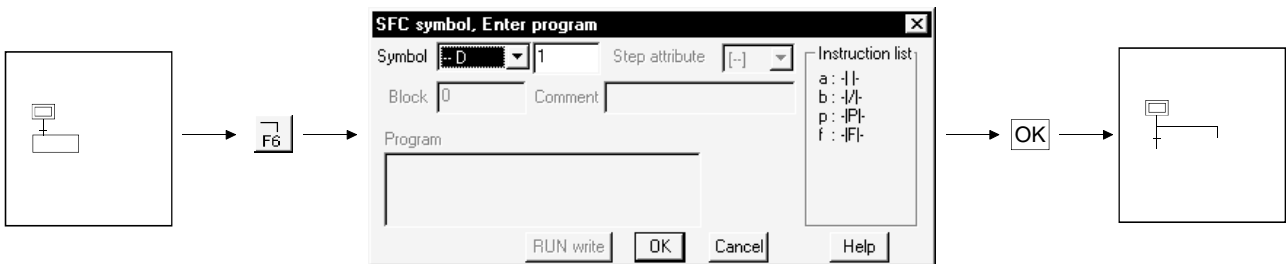 SFC symbol, Enter program
Symbol -- D 1 Step attribute [--]
Block 0 Comment
Program
Instruction list
a : -| |-
b : -|/|-
p : -|P|-
f : -|F|-
RUN write OK Cancel Help
F6
OK